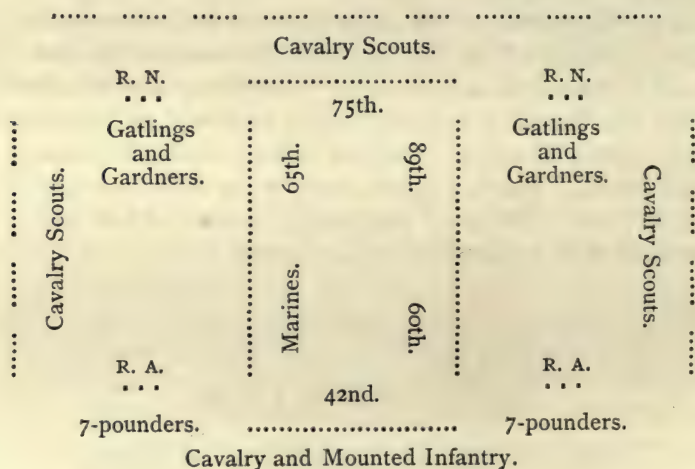 Cavalry Scouts.
R. N.
R. N.
75th.
Gatlings
and
Gardners.
65th.
89th.
Gatlings
and
Gardners.
Cavalry Scouts.
Cavalry Scouts.
Marines.
60th.
R. A.
R. A.
42nd.
7-pounders.
7-pounders.
Cavalry and Mounted Infantry.